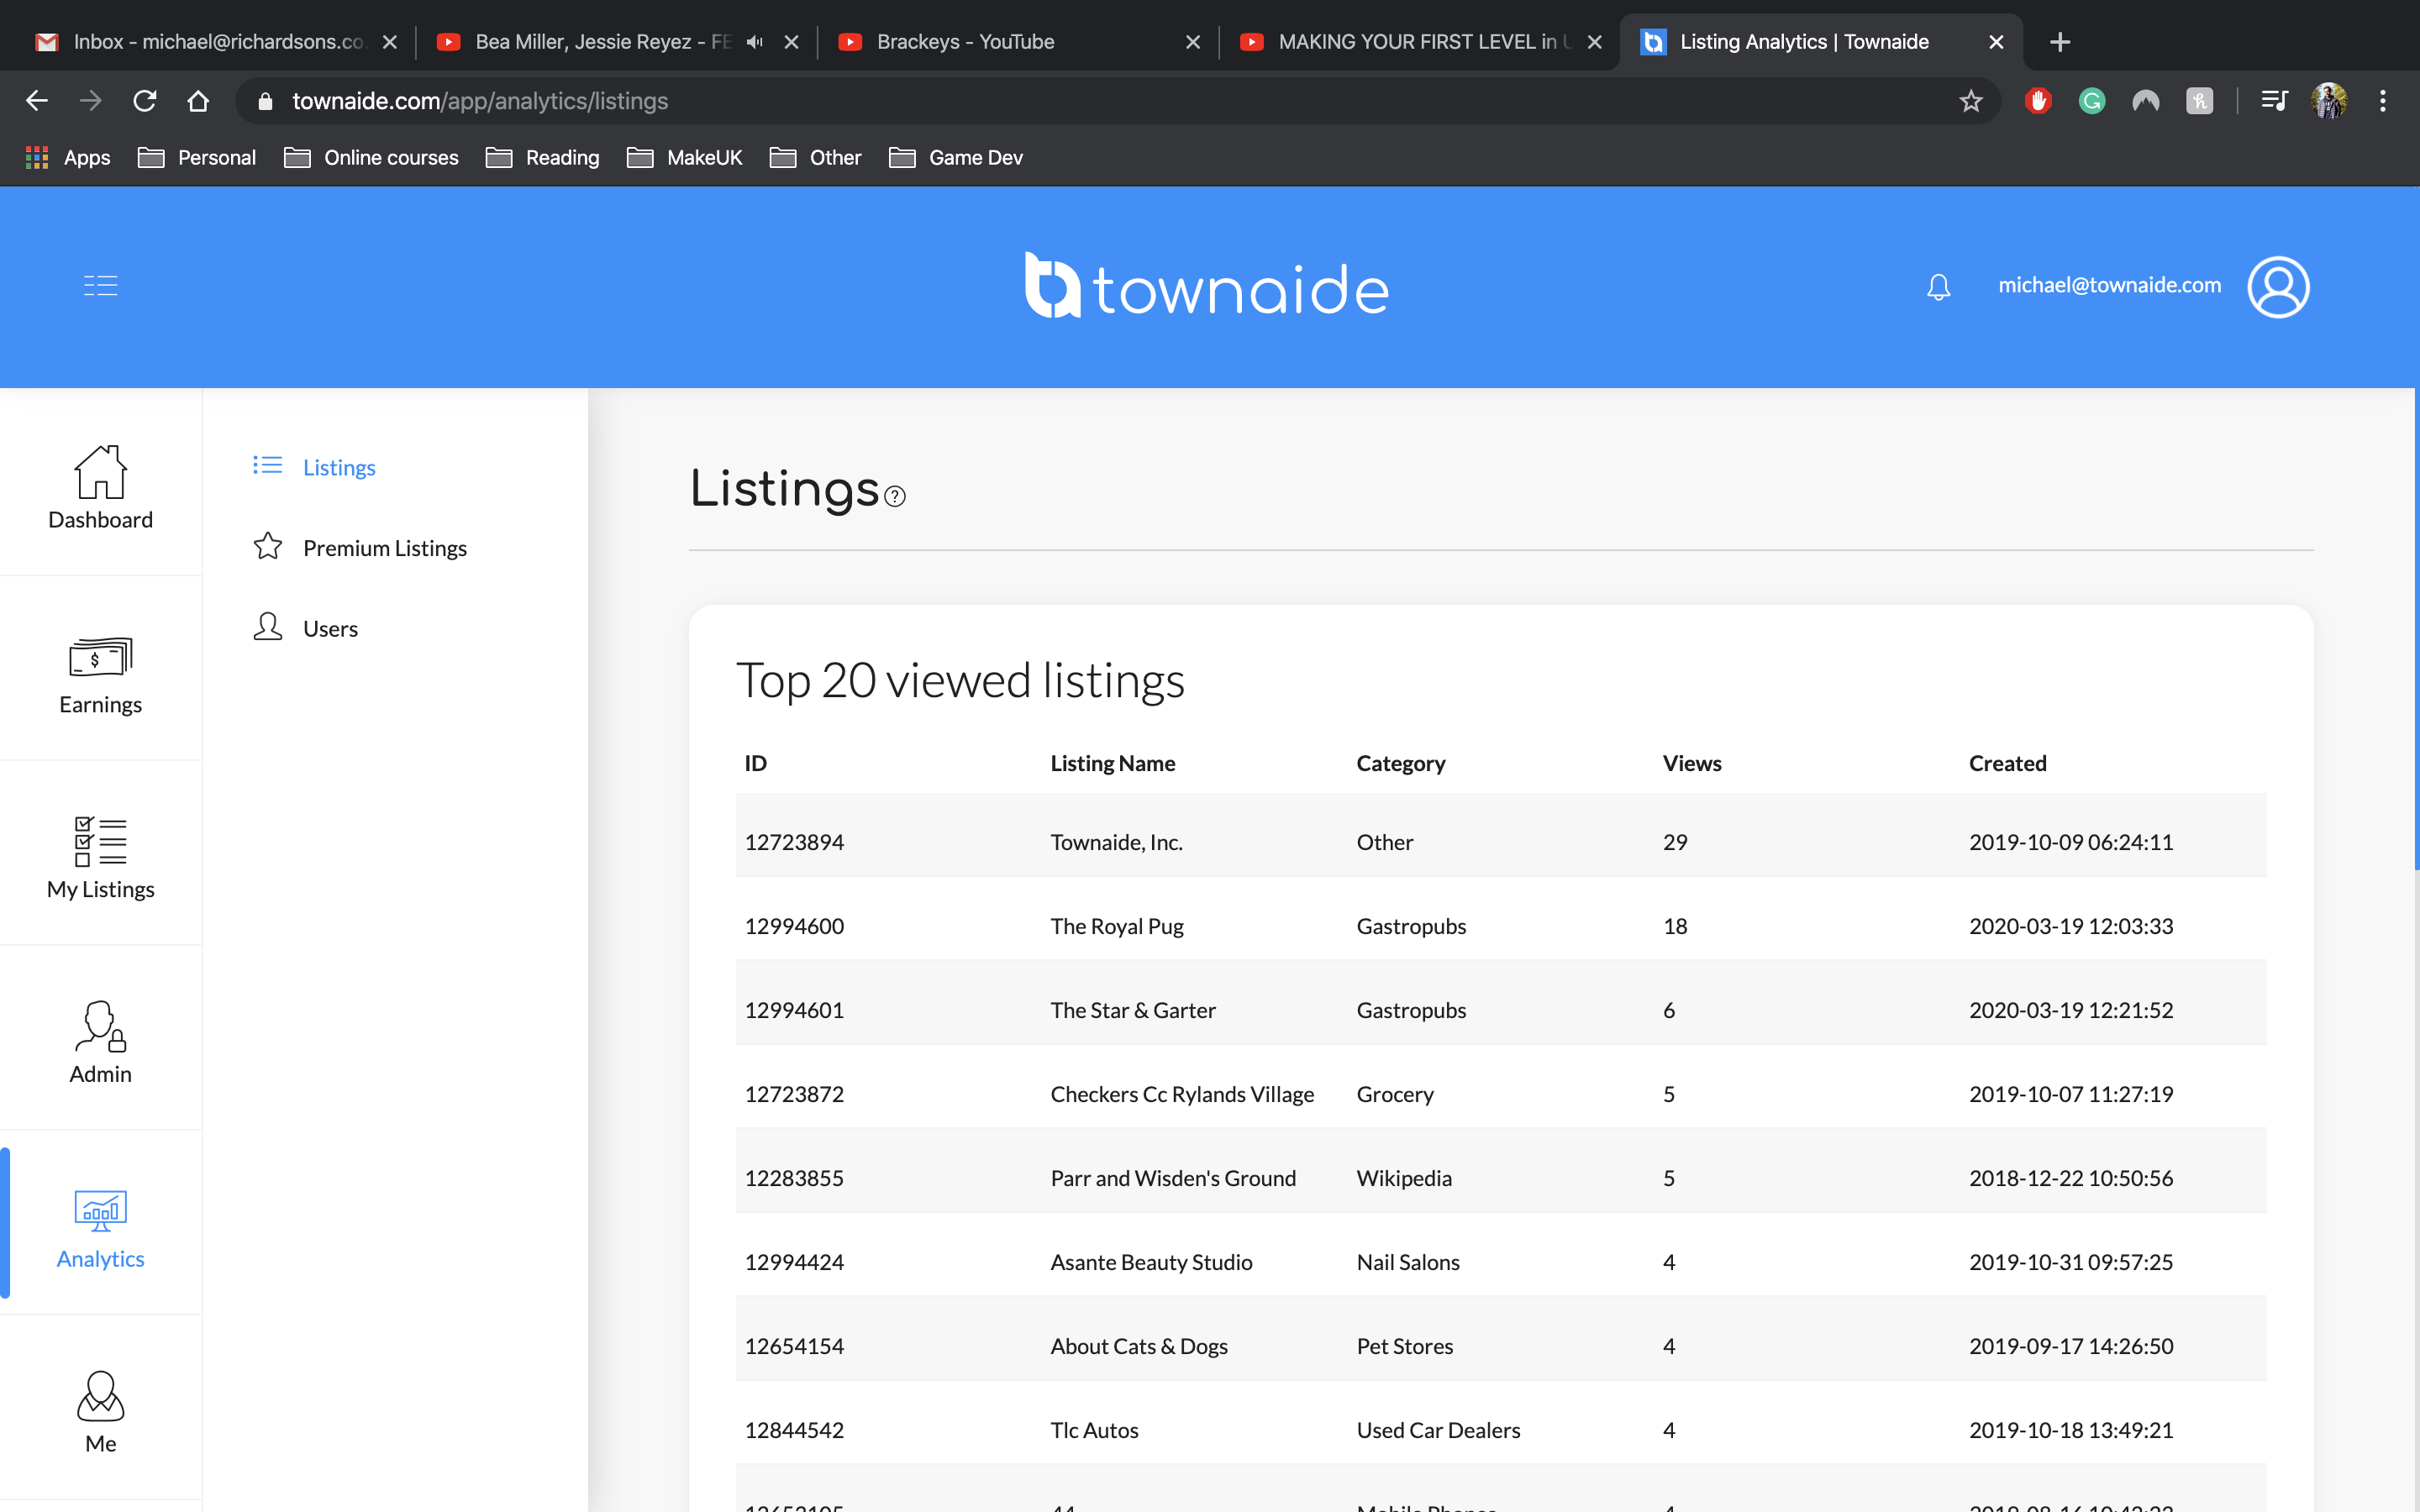 Inbox - michael@richardsons.co.
Bea Miller, Jessie Reyez - FE
Brackeys - YouTube
MAKING YOUR FIRST LEVEL in U
Listing Analytics | Townaide
townaide.com/app/analytics/listings
Apps
Personal
Online courses
Reading
MakeUK
Other
Game Dev
townaide
michael@townaide.com
Dashboard
Earnings
My Listings
Admin
Analytics
Me
Listings
Premium Listings
Users
Listings ?
Top 20 viewed listings
ID Listing Name Category Views Created
12723894 Townaide, Inc. Other 29 2019-10-09 06:24:11
12994600 The Royal Pug Gastropubs 18 2020-03-19 12:03:33
12994601 The Star & Garter Gastropubs 6 2020-03-19 12:21:52
12723872 Checkers Cc Rylands Village Grocery 5 2019-10-07 11:27:19
12283855 Parr and Wisden's Ground Wikipedia 5 2018-12-22 10:50:56
12994424 Asante Beauty Studio Nail Salons 4 2019-10-31 09:57:25
12654154 About Cats & Dogs Pet Stores 4 2019-09-17 14:26:50
12844542 Tlc Autos Used Car Dealers 4 2019-10-18 13:49:21